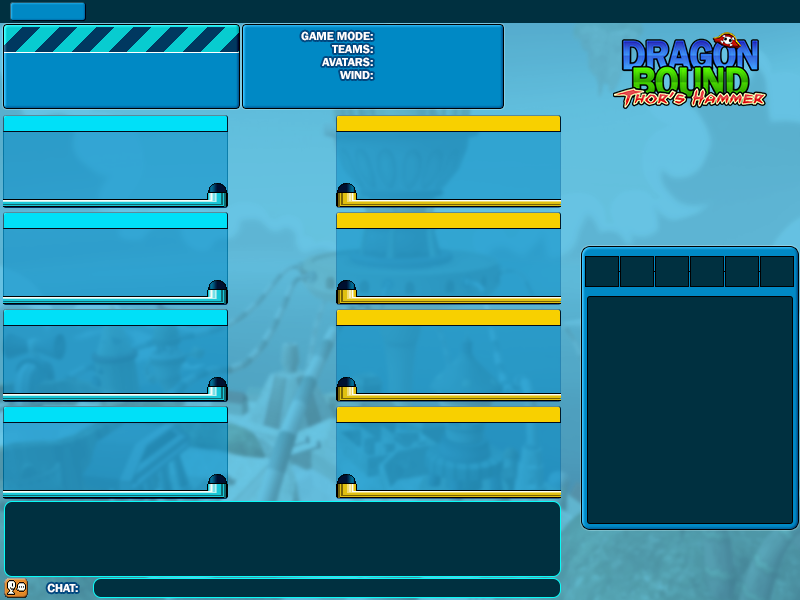 GAME MODE:
TEAMS:
AVATARS:
WIND:
DRAGON
BOUND
THOR'S HAMMER
CHAT: